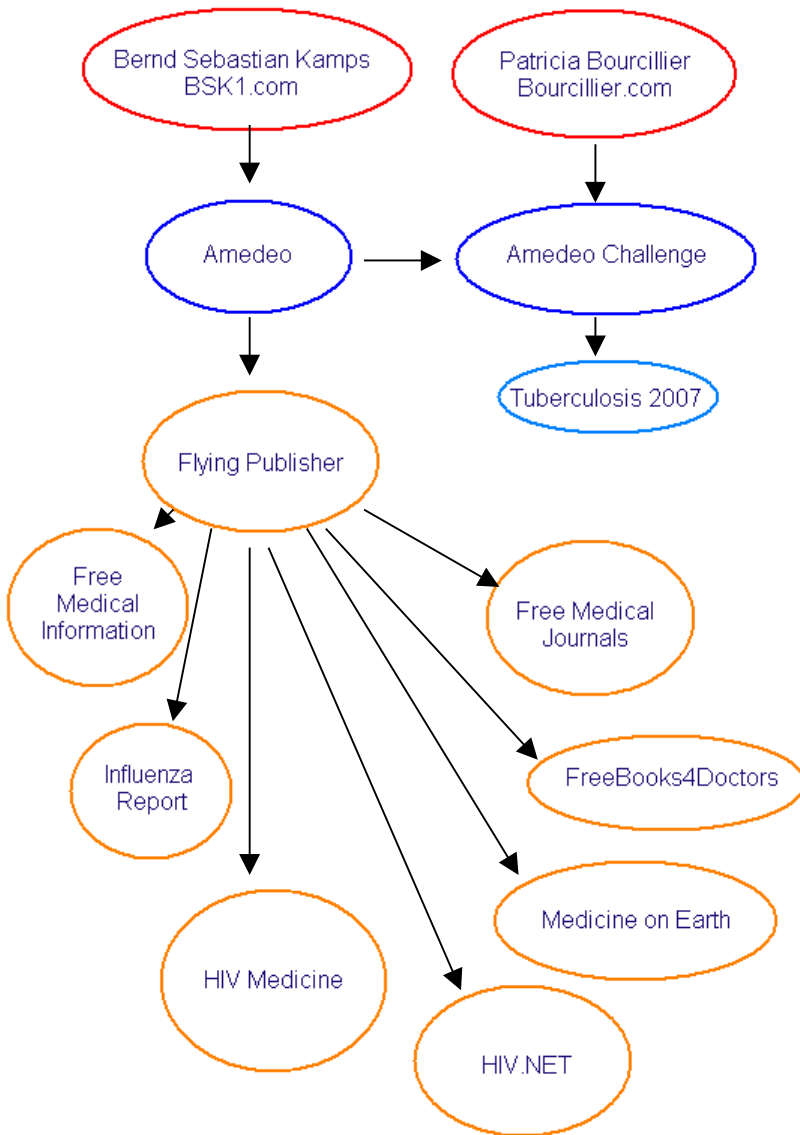 Bernd Sebastian Kamps
BSK1.com
Patricia Bourcillier
Bourcillier.com
Amedeo
Amedeo Challenge
Tuberculosis 2007
Flying Publisher
Free
Medical
Information
Free Medical
Journals
Influenza
Report
FreeBooks4Doctors
Medicine on Earth
HIV Medicine
HIV.NET